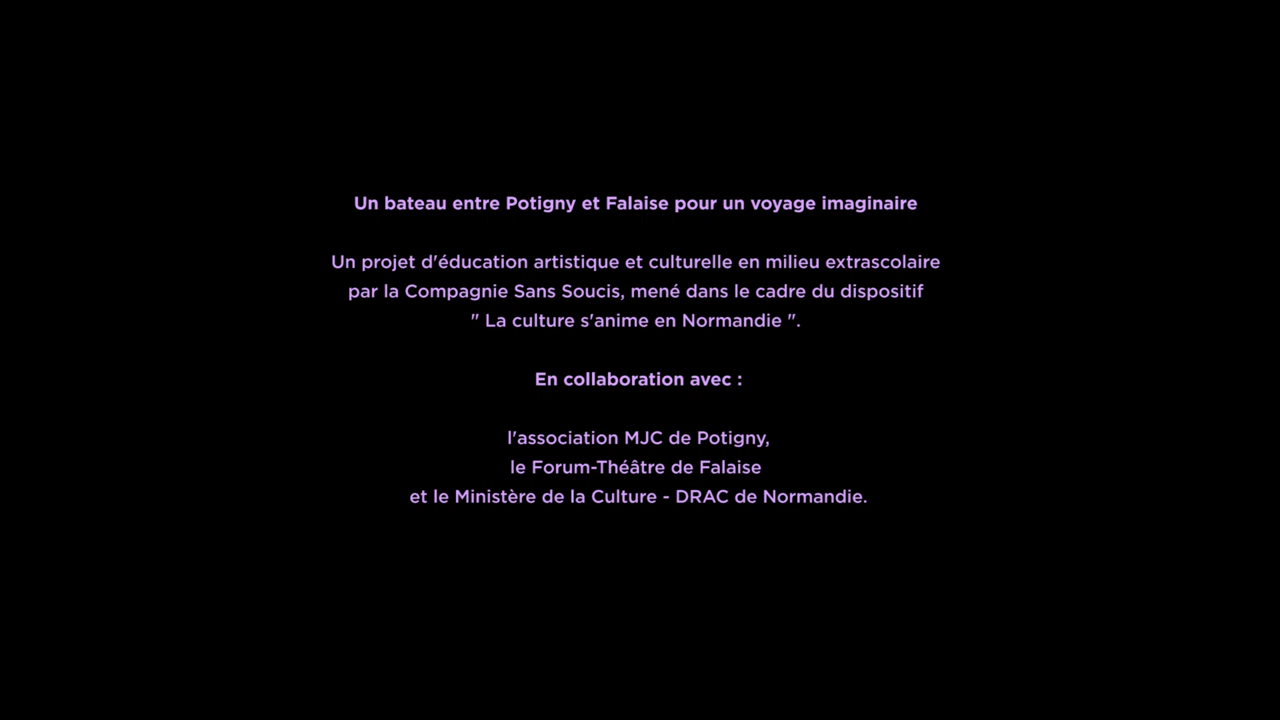 Un bateau entre Potigny et Falaise pour un voyage imaginaire
Un projet d'éducation artistique et culturelle en milieu extrascolaire
par la Compagnie Sans Soucis, mené dans le cadre du dispositif
" La culture s'anime en Normandie ".
En collaboration avec :
l'association MJC de Potigny,
le Forum-Théâtre de Falaise
et le Ministère de la Culture - DRAC de Normandie.